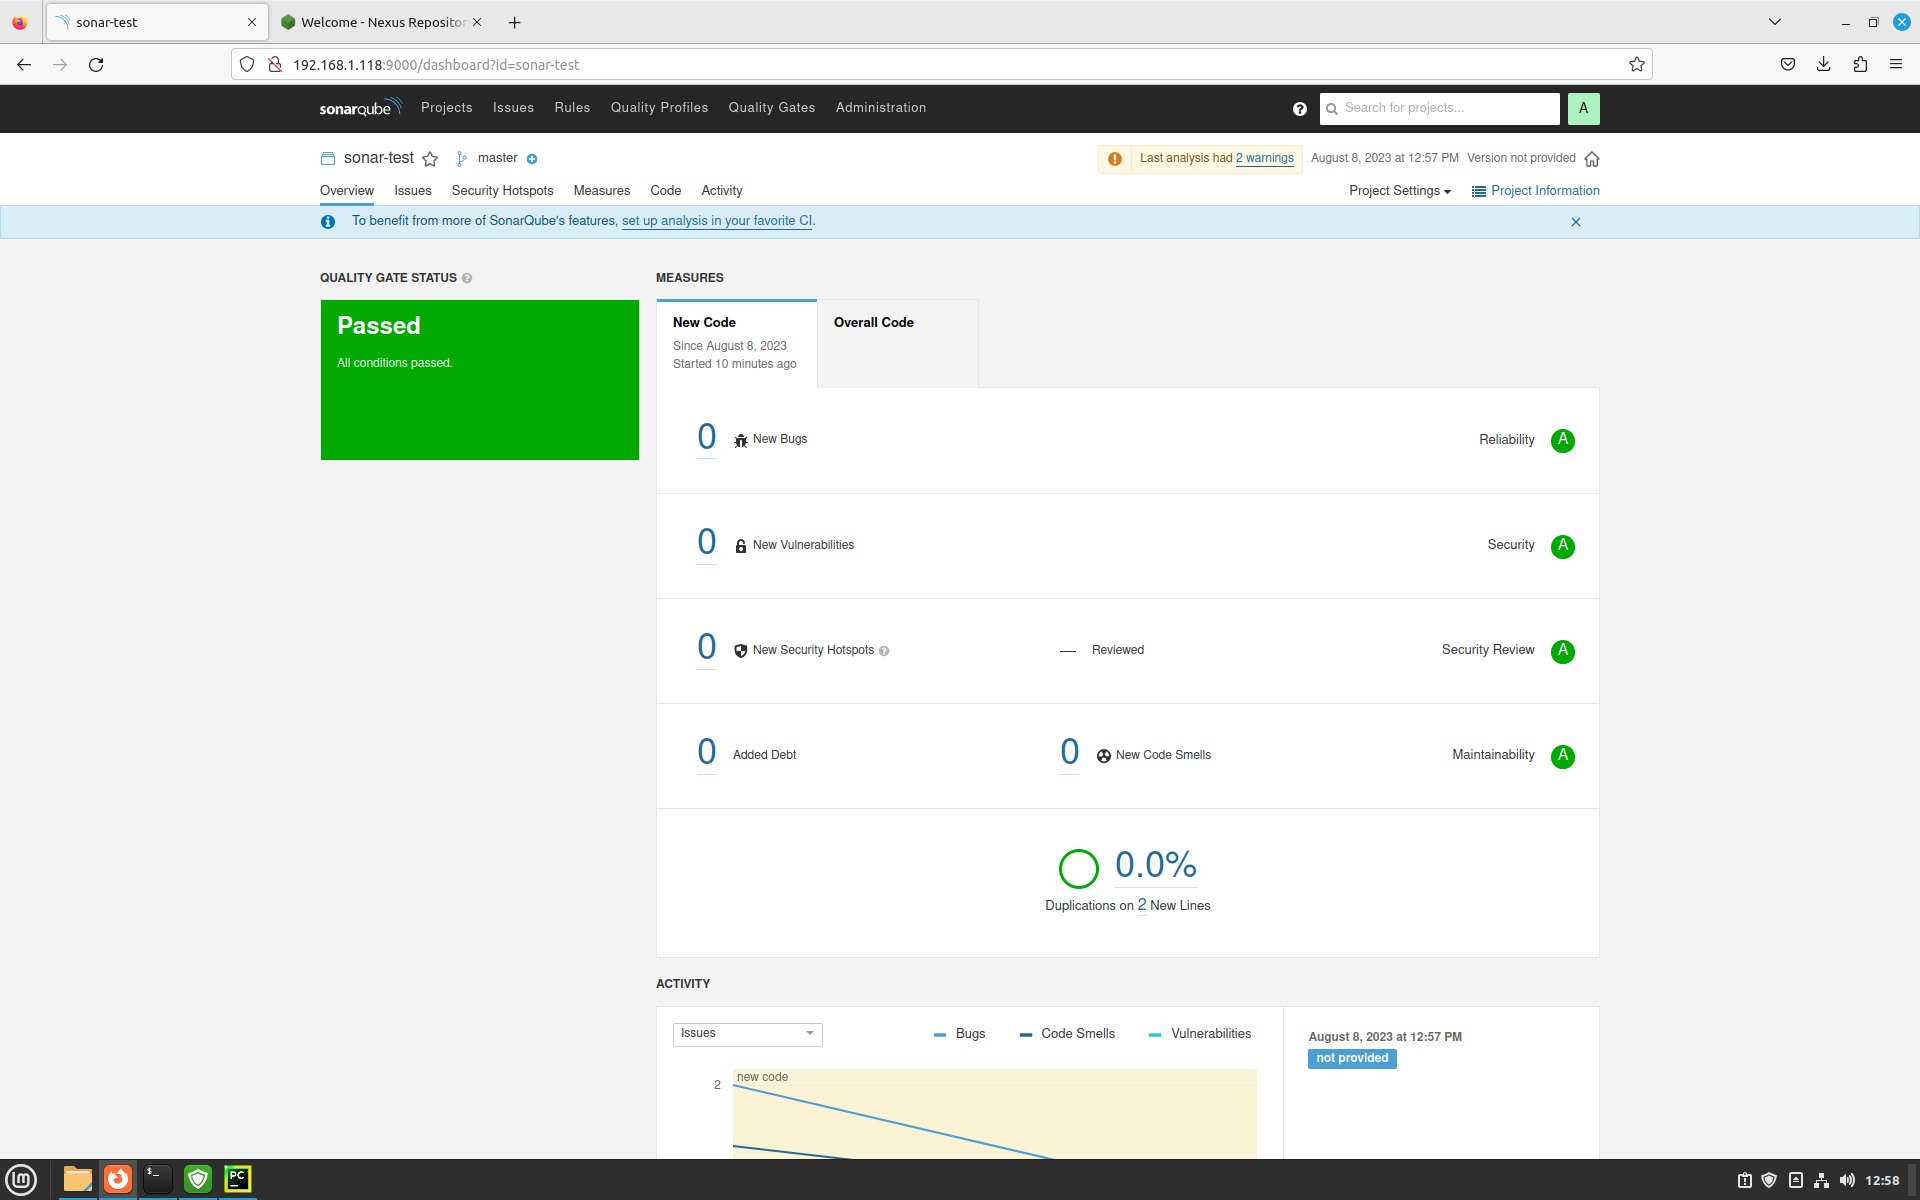 sonar-test
Welcome - Nexus Repositor
192.168.1.118:9000/dashboard?id=sonar-test
sonarqube Projects Issues Rules Quality Profiles Quality Gates Administration
? Search for projects... A
sonar-test master
Last analysis had 2 warnings August 8, 2023 at 12:57 PM Version not provided
Overview Issues Security Hotspots Measures Code Activity
Project Settings Project Information
To benefit from more of SonarQube's features, set up analysis in your favorite CI.
QUALITY GATE STATUS ?
Passed
All conditions passed.
MEASURES
New Code
Since August 8, 2023
Started 10 minutes ago
Overall Code
0 New Bugs Reliability A
0 New Vulnerabilities Security A
0 New Security Hotspots ? — Reviewed Security Review A
0 Added Debt 0 New Code Smells Maintainability A
0.0%
Duplications on 2 New Lines
ACTIVITY
Issues Bugs Code Smells Vulnerabilities
2 new code
August 8, 2023 at 12:57 PM
not provided
lm $_ PC 12:58